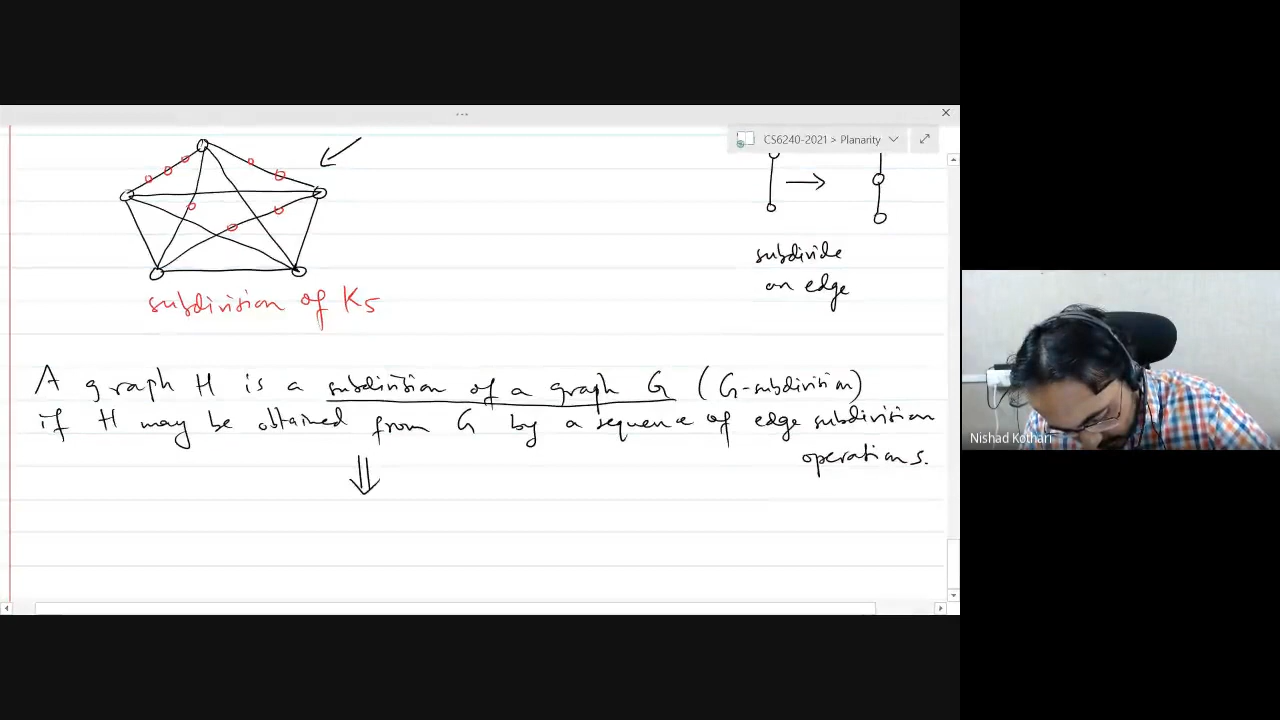 CS6240-2021 > Planarity
subdivide
an edge
subdivision of K5
A graph H is a subdivision of a graph G (G-subdivision)
if H may be obtained from G by a sequence of edge subdivision
operations.
Nishad Kothari